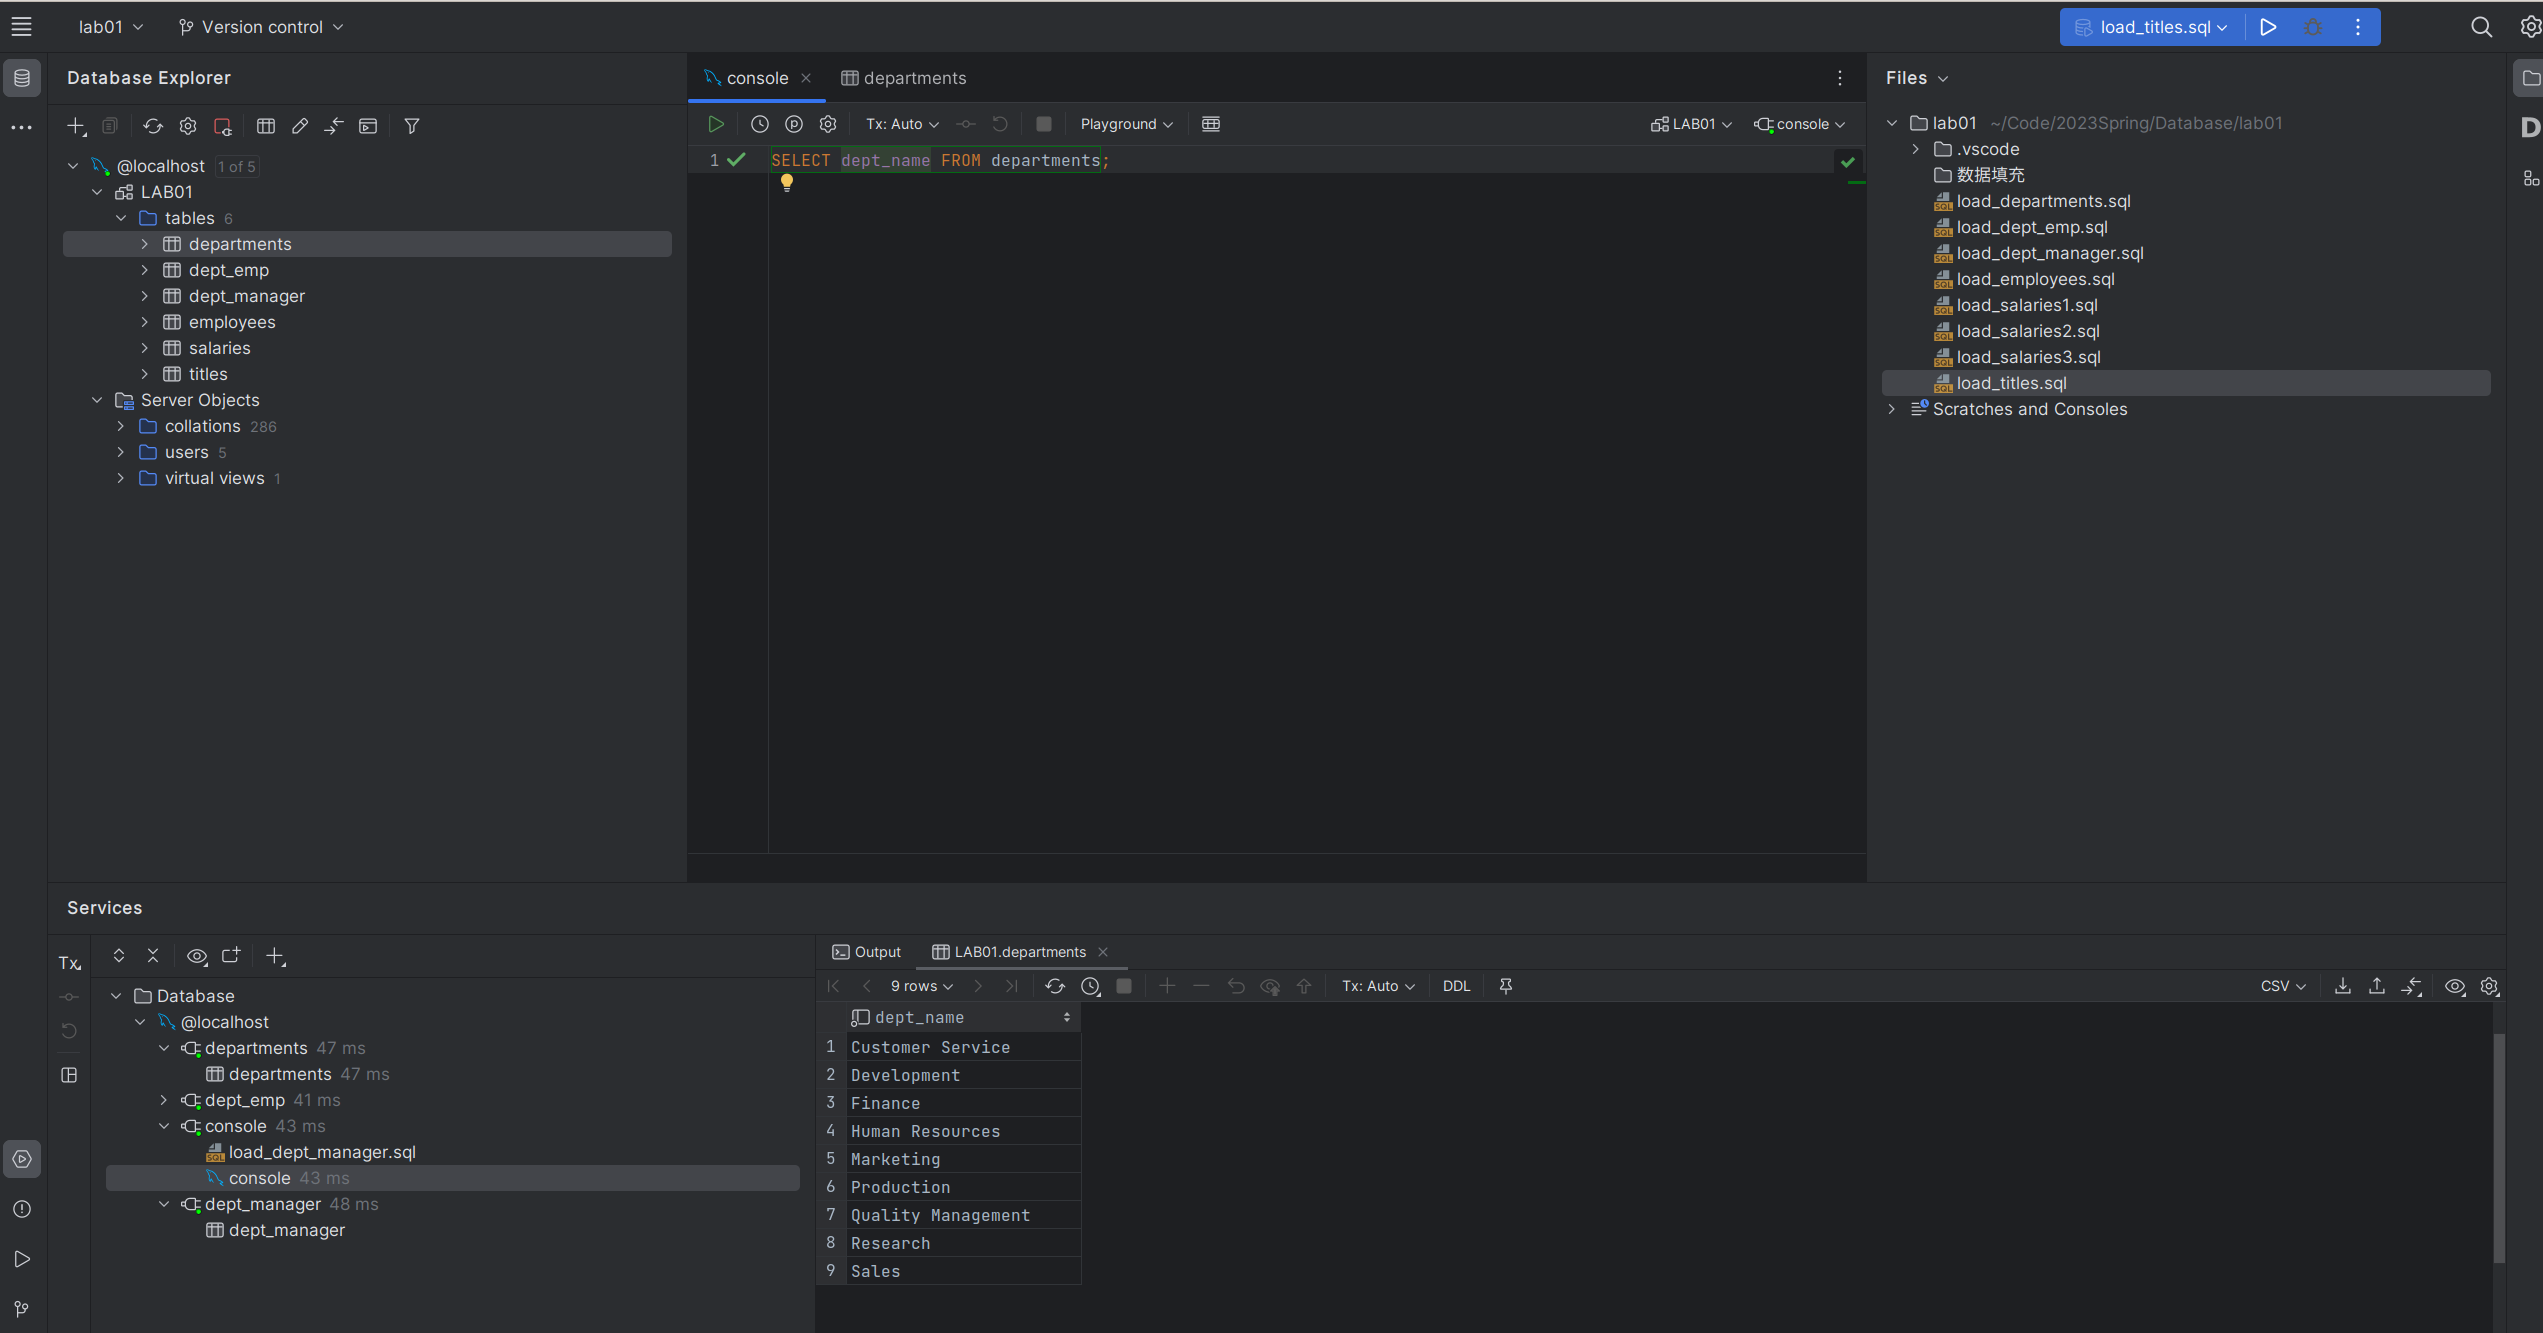 lab01
Version control
load_titles.sql
Database Explorer
@localhost 1 of 5
LAB01
tables 6
departments
dept_emp
dept_manager
employees
salaries
titles
Server Objects
collations 286
users 5
virtual views 1
console
departments
Tx: Auto
Playground
LAB01
console
1 SELECT dept_name FROM departments;
Files
lab01 ~/Code/2023Spring/Database/lab01
.vscode
数据填充
load_departments.sql
load_dept_emp.sql
load_dept_manager.sql
load_employees.sql
load_salaries1.sql
load_salaries2.sql
load_salaries3.sql
load_titles.sql
Scratches and Consoles
D
Services
Tx
Database
@localhost
departments 47 ms
departments 47 ms
dept_emp 41 ms
console 43 ms
load_dept_manager.sql
console 43 ms
dept_manager 48 ms
dept_manager
Output
LAB01.departments
9 rows
Tx: Auto
DDL
CSV
dept_name
1 Customer Service
2 Development
3 Finance
4 Human Resources
5 Marketing
6 Production
7 Quality Management
8 Research
9 Sales